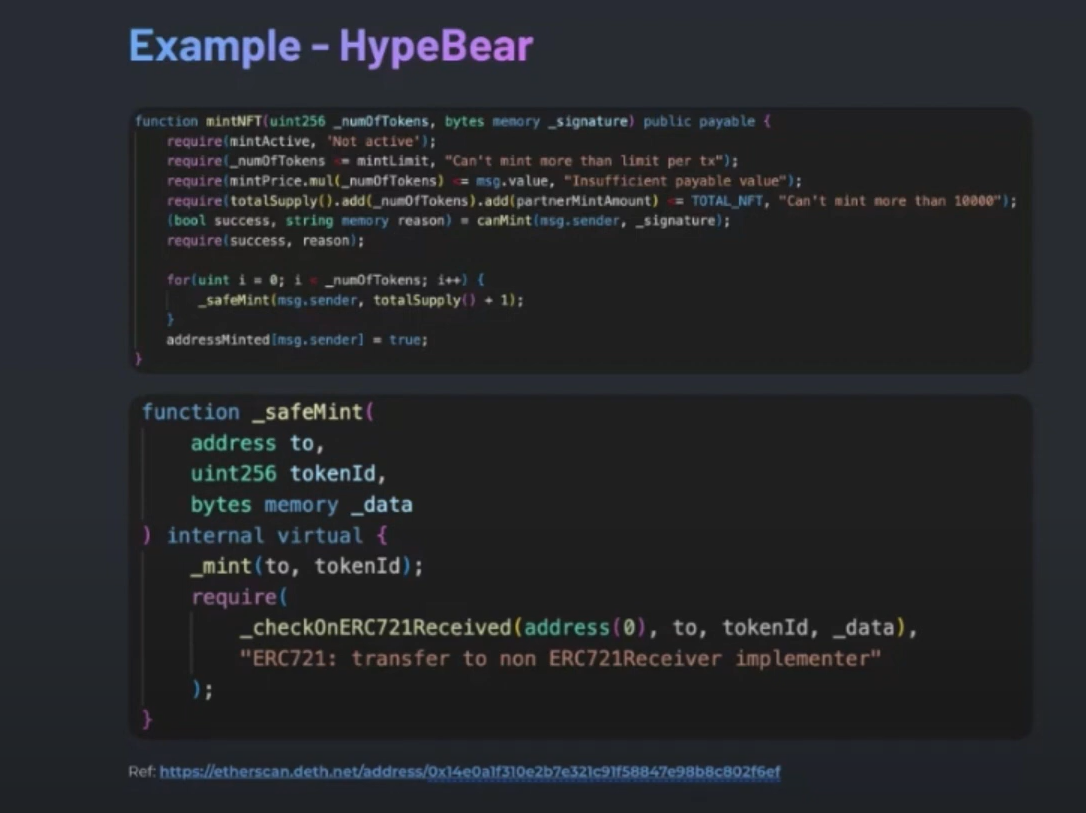 Example - HypeBear
function mintNFT(uint256 _numOfTokens, bytes memory _signature) public payable {
require(mintActive, 'Not active');
require(_numOfTokens <= mintLimit, "Can't mint more than limit per tx");
require(mintPrice.mul(_numOfTokens) <= msg.value, "Insufficient payable value");
require(totalSupply().add(_numOfTokens).add(partnerMintAmount) <= TOTAL_NFT, "Can't mint more than 10000");
(bool success, string memory reason) = canMint(msg.sender, _signature);
require(success, reason);
for(uint i = 0; i < _numOfTokens; i++) {
_safeMint(msg.sender, totalSupply() + 1);
}
addressMinted[msg.sender] = true;
}
function _safeMint(
address to,
uint256 tokenId,
bytes memory _data
) internal virtual {
_mint(to, tokenId);
require(
_checkOnERC721Received(address(0), to, tokenId, _data),
"ERC721: transfer to non ERC721Receiver implementer"
);
}
Ref: https://etherscan.deth.net/address/0x14e0a1f310e2b7e321c91f58847e98b8c802f6ef